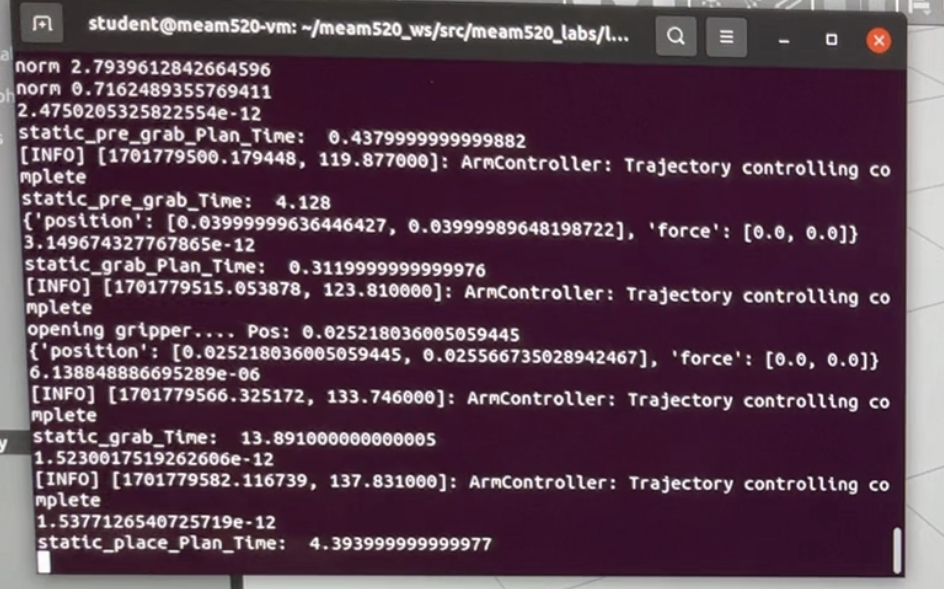 student@meam520-vm: ~/meam520_ws/src/meam520_labs/l...
norm 2.7939612842664596
norm 0.7162489355769411
2.4750205325822554e-12
static_pre_grab_Plan_Time:  0.4379999999999882
[INFO] [1701779500.179448, 119.877000]: ArmController: Trajectory controlling co
mplete
static_pre_grab_Time:  4.128
{'position': [0.03999999636446427, 0.03999989648198722], 'force': [0.0, 0.0]}
3.149674327767865e-12
static_grab_Plan_Time:  0.3119999999999976
[INFO] [1701779515.053878, 123.810000]: ArmController: Trajectory controlling co
mplete
opening gripper.... Pos: 0.025218036005059445
{'position': [0.025218036005059445, 0.025566735028942467], 'force': [0.0, 0.0]}
6.138848886695289e-06
[INFO] [1701779566.325172, 133.746000]: ArmController: Trajectory controlling co
mplete
static_grab_Time:  13.891000000000005
1.5230017519262606e-12
[INFO] [1701779582.116739, 137.831000]: ArmController: Trajectory controlling co
mplete
1.5377126540725719e-12
static_place_Plan_Time:  4.393999999999977